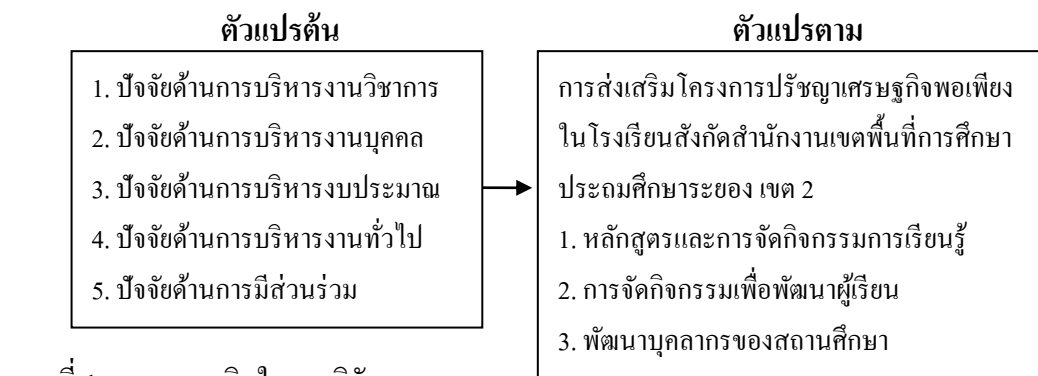 ตัวแปรต้น
1. ปัจจัยด้านการบริหารงานวิชาการ
2. ปัจจัยด้านการบริหารงานบุคคล
3. ปัจจัยด้านการบริหารงบประมาณ
4. ปัจจัยด้านการบริหารงานทั่วไป
5. ปัจจัยด้านการมีส่วนร่วม
ตัวแปรตาม
การส่งเสริมโครงการปรัชญาเศรษฐกิจพอเพียง
ในโรงเรียนสังกัดสำนักงานเขตพื้นที่การศึกษา
ประถมศึกษาระยอง เขต 2
1. หลักสูตรและการจัดกิจกรรมการเรียนรู้
2. การจัดกิจกรรมเพื่อพัฒนาผู้เรียน
3. พัฒนาบุคลากรของสถานศึกษา